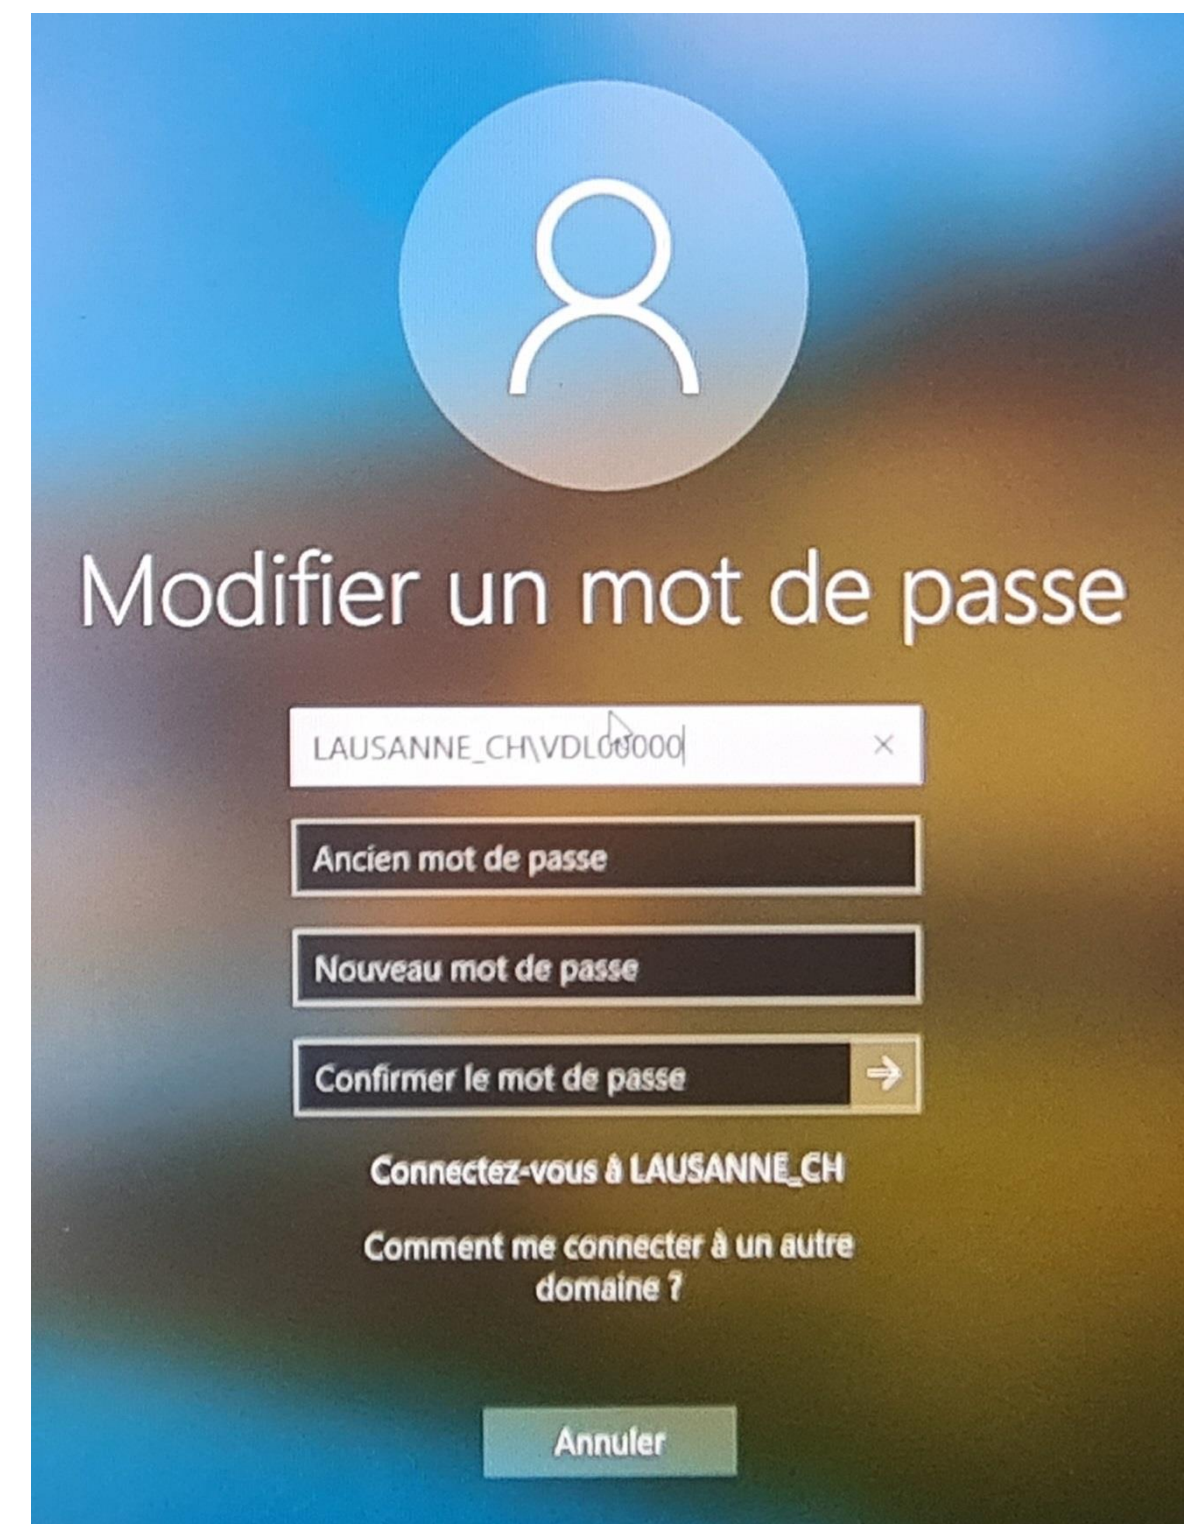 Modifier un mot de passe
LAUSANNE_CH\VDL00000
Ancien mot de passe
Nouveau mot de passe
Confirmer le mot de passe
Connectez-vous à LAUSANNE_CH
Comment me connecter à un autre
domaine ?
Annuler